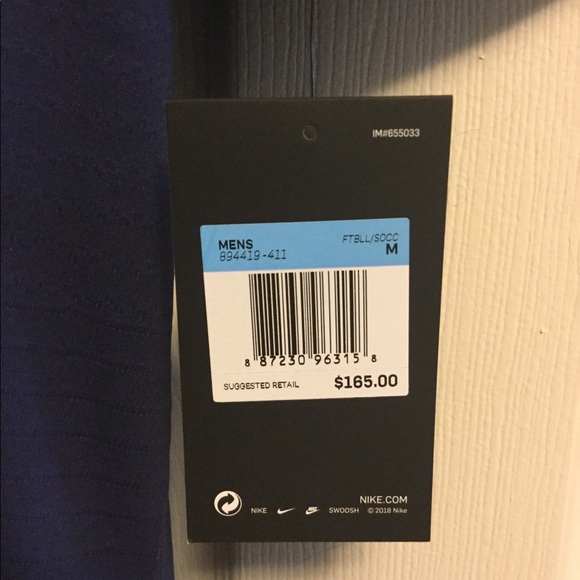 IM#655033
MENS FTBLL/SOCC
894419-411 M
8 87230 96315 8
SUGGESTED RETAIL $165.00
NIKE.COM
NIKE SWOOSH © 2018 Nike